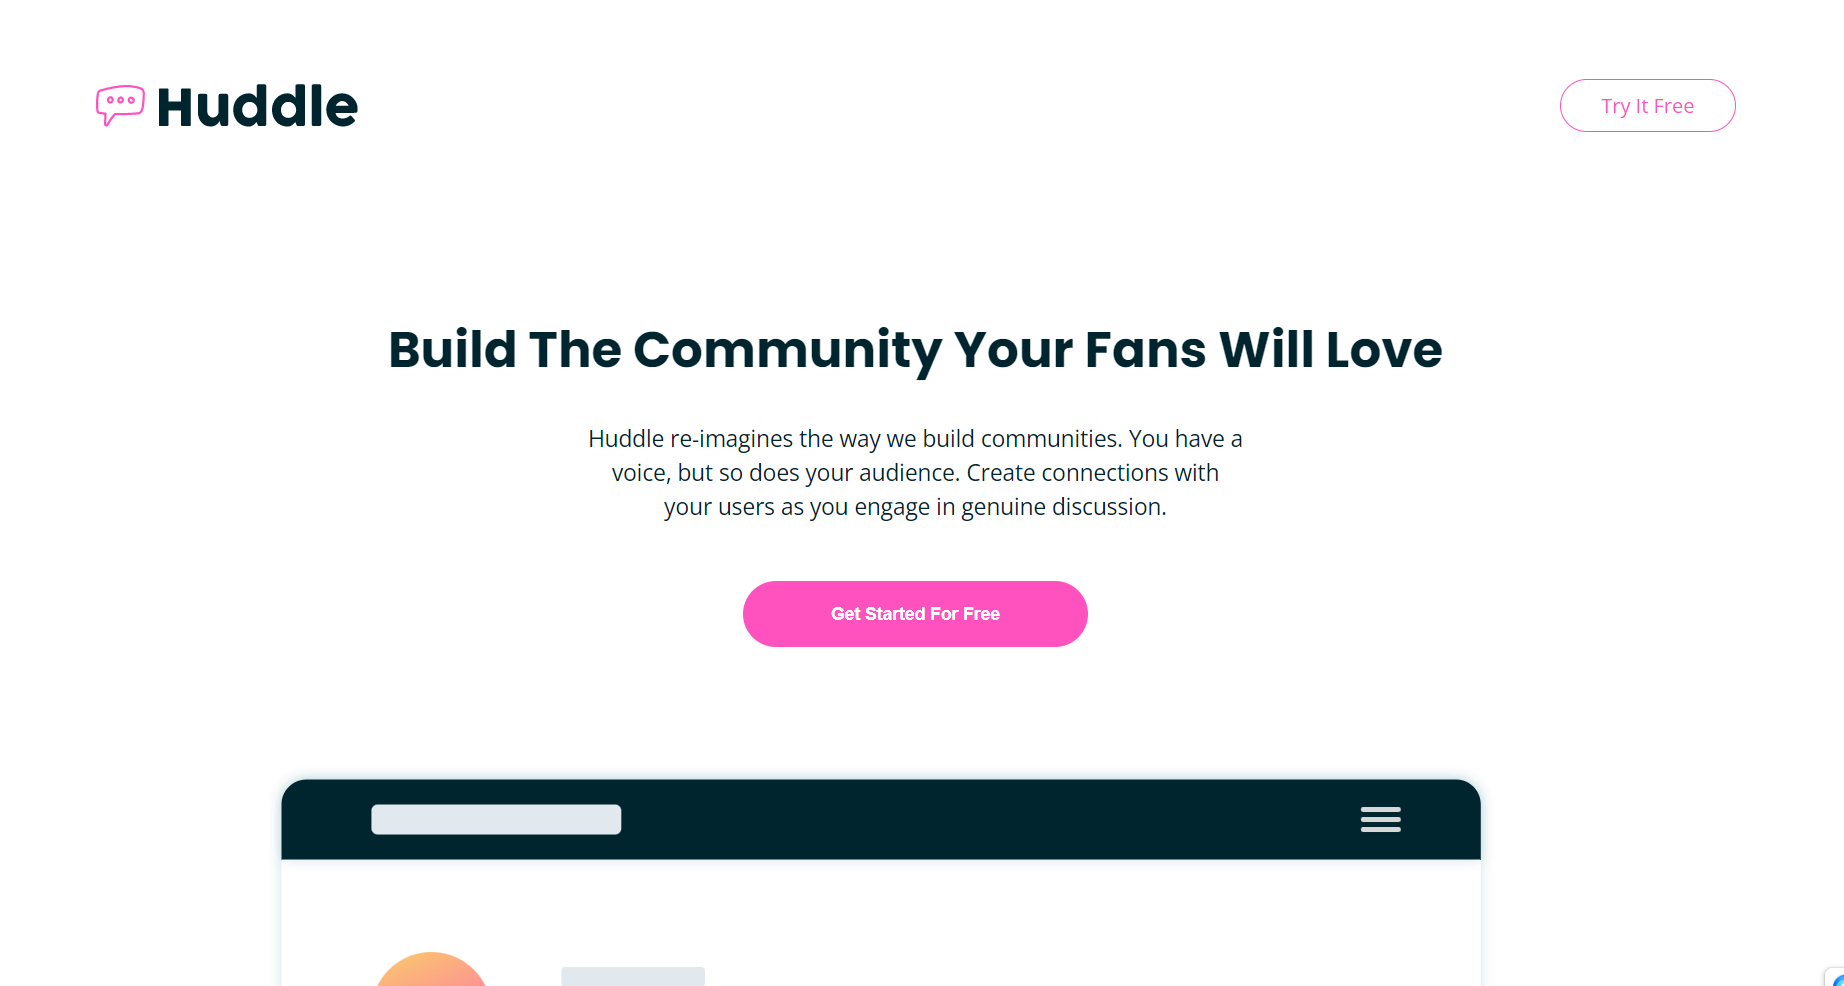 Huddle
Try It Free
Build The Community Your Fans Will Love
Huddle re-imagines the way we build communities. You have a
voice, but so does your audience. Create connections with
your users as you engage in genuine discussion.
Get Started For Free